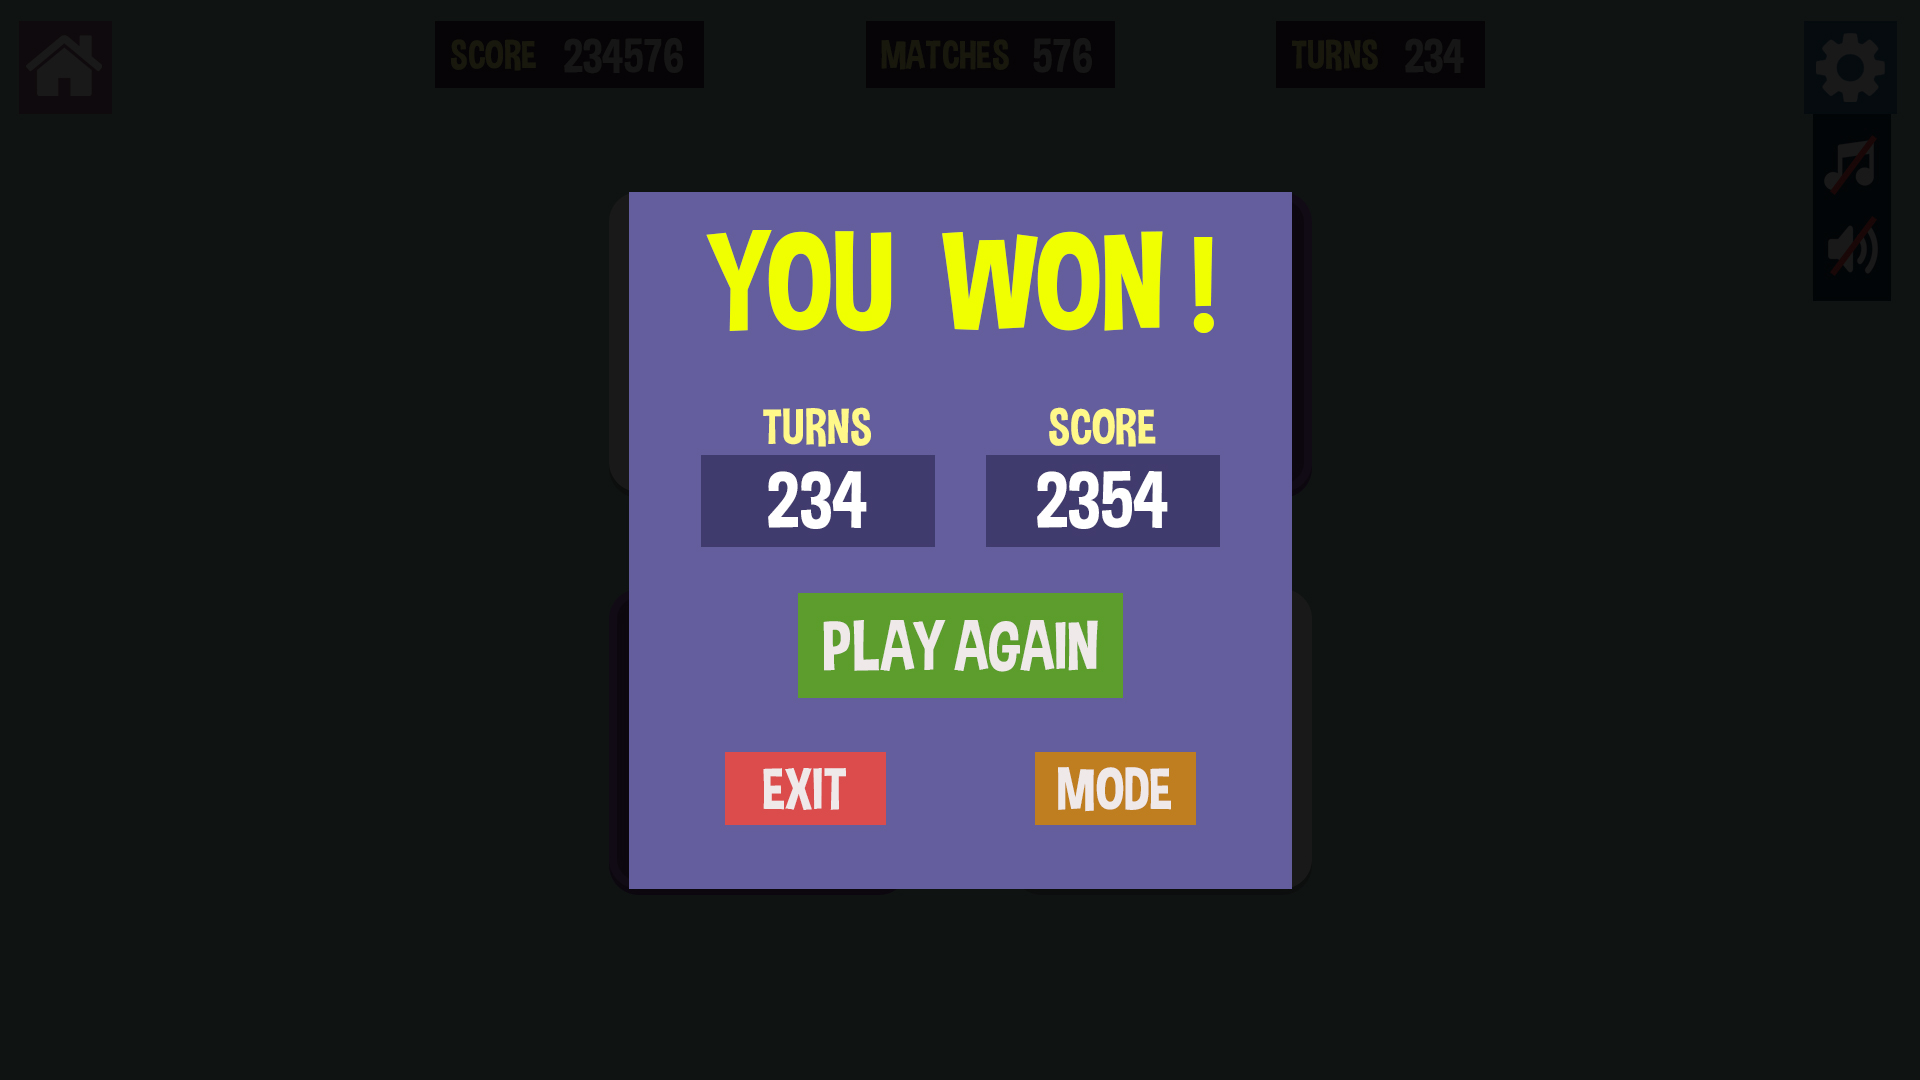 SCORE 234576 MATCHES 576 TURNS 234
YOU WON!
TURNS SCORE
234 2354
PLAY AGAIN
EXIT MODE